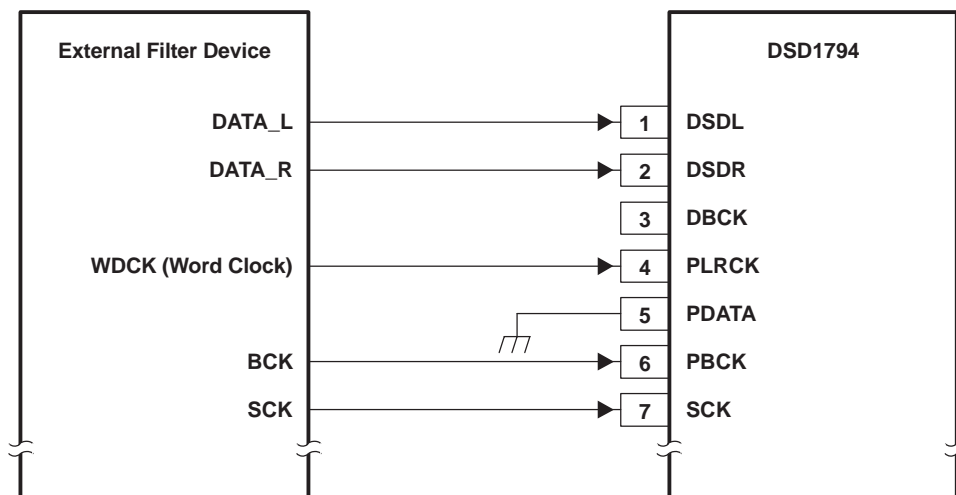 External Filter Device DSD1794
DATA_L 1 DSDL
DATA_R 2 DSDR
3 DBCK
WDCK (Word Clock) 4 PLRCK
5 PDATA
BCK 6 PBCK
SCK 7 SCK